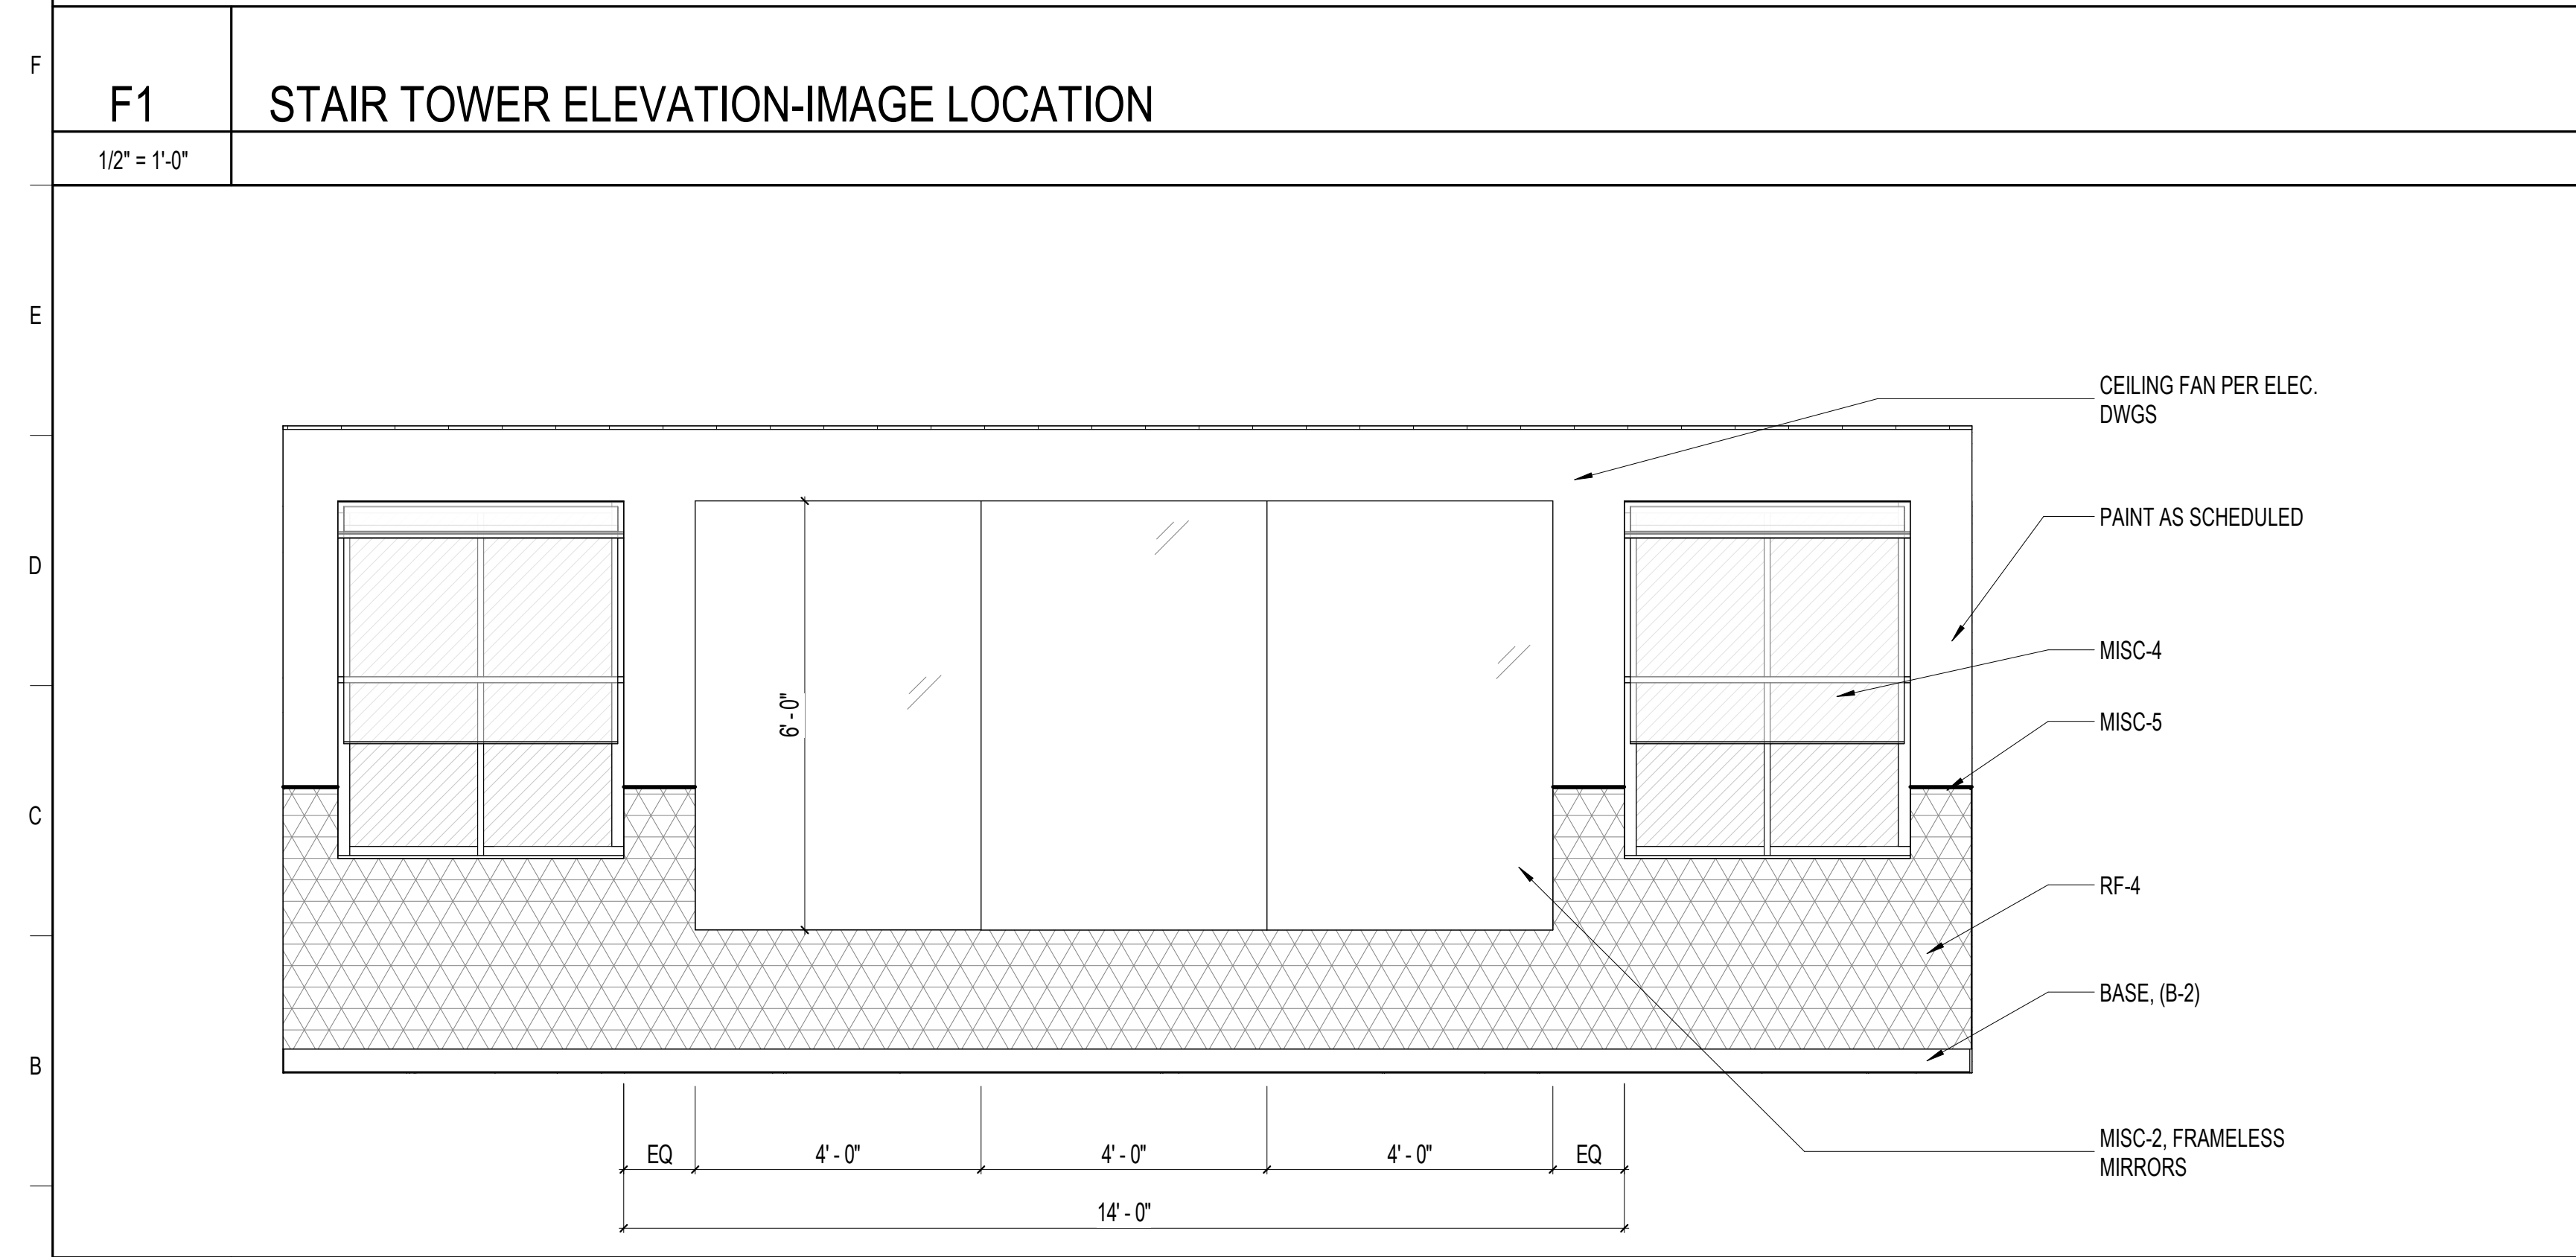 F
F1
STAIR TOWER ELEVATION-IMAGE LOCATION
1/2" = 1'-0"
E
CEILING FAN PER ELEC.
DWGS
PAINT AS SCHEDULED
D
MISC-4
6' - 0"
MISC-5
C
RF-4
BASE, (B-2)
B
MISC-2, FRAMELESS
MIRRORS
EQ 4' - 0" 4' - 0" 4' - 0" EQ
14' - 0"